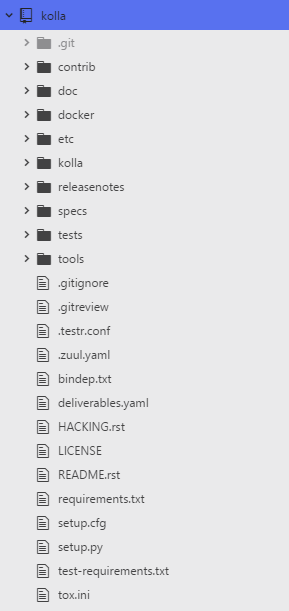 kolla
.git
contrib
doc
docker
etc
kolla
releasenotes
specs
tests
tools
.gitignore
.gitreview
.testr.conf
.zuul.yaml
bindep.txt
deliverables.yaml
HACKING.rst
LICENSE
README.rst
requirements.txt
setup.cfg
setup.py
test-requirements.txt
tox.ini